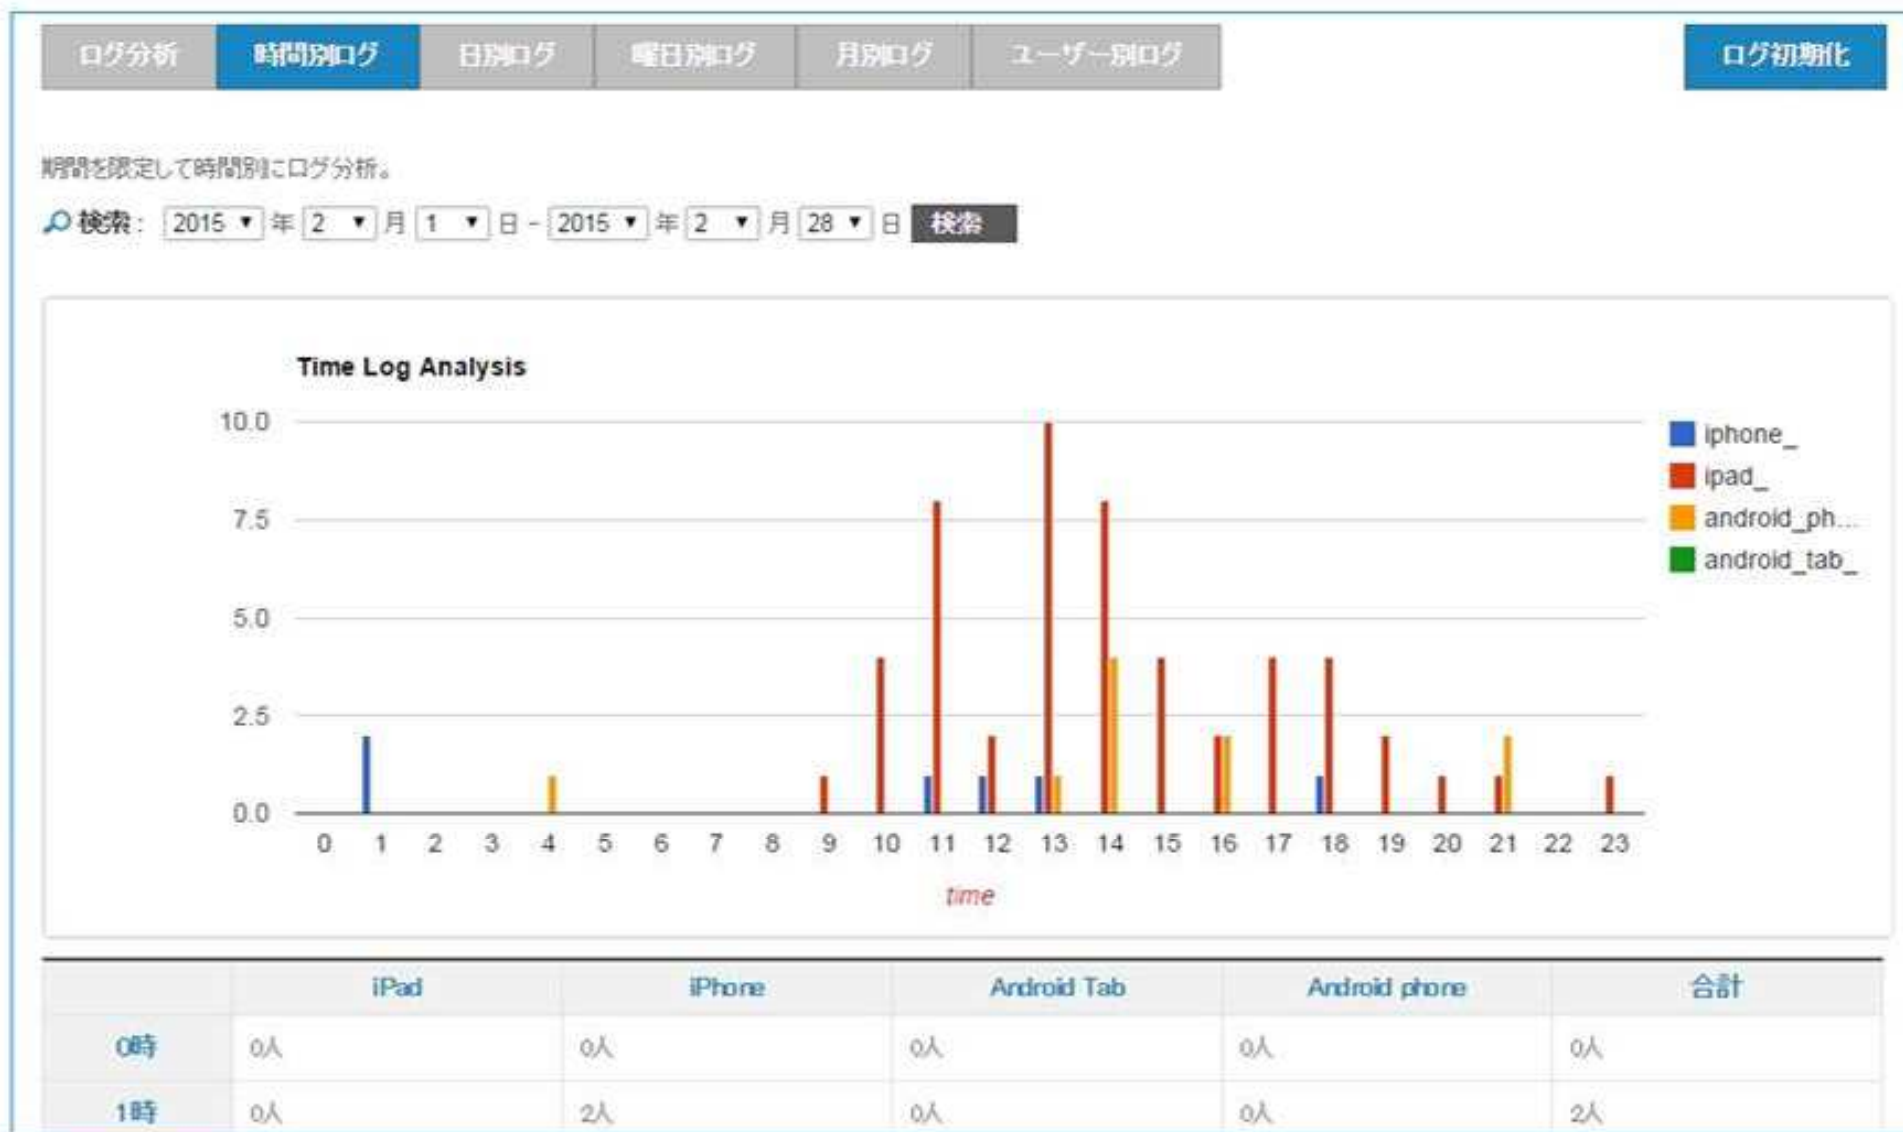 ログ分析 時間別ログ 日別ログ 曜日別ログ 月別ログ ユーザー別ログ ログ初期化
期間を限定して時間別にログ分析。
検索 : 2015 ▼ 年 2 ▼ 月 1 ▼ 日 - 2015 ▼ 年 2 ▼ 月 28 ▼ 日 検索
Time Log Analysis
10.0
7.5
5.0
2.5
0.0
iphone_
ipad_
android_ph...
android_tab_
0 1 2 3 4 5 6 7 8 9 10 11 12 13 14 15 16 17 18 19 20 21 22 23
time
iPad iPhone Android Tab Android phone 合計
0時 0人 0人 0人 0人 0人
1時 0人 2人 0人 0人 2人